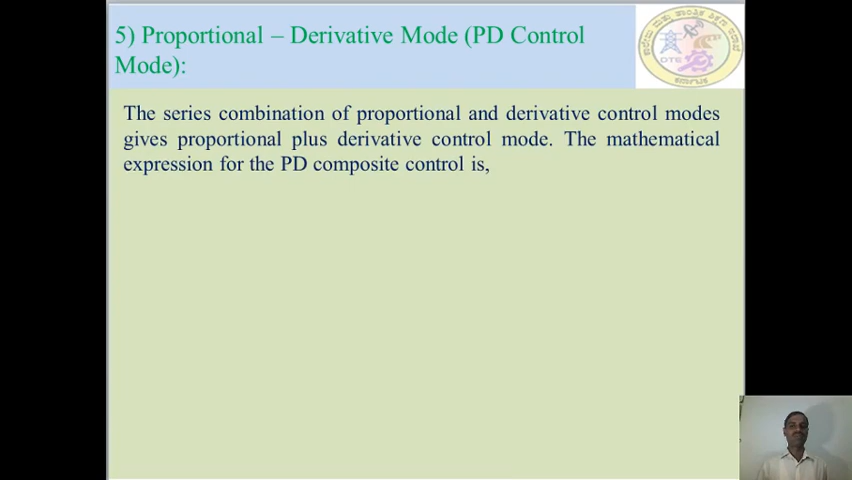 5) Proportional – Derivative Mode (PD Control
Mode):
DTE
The series combination of proportional and derivative control modes
gives proportional plus derivative control mode. The mathematical
expression for the PD composite control is,